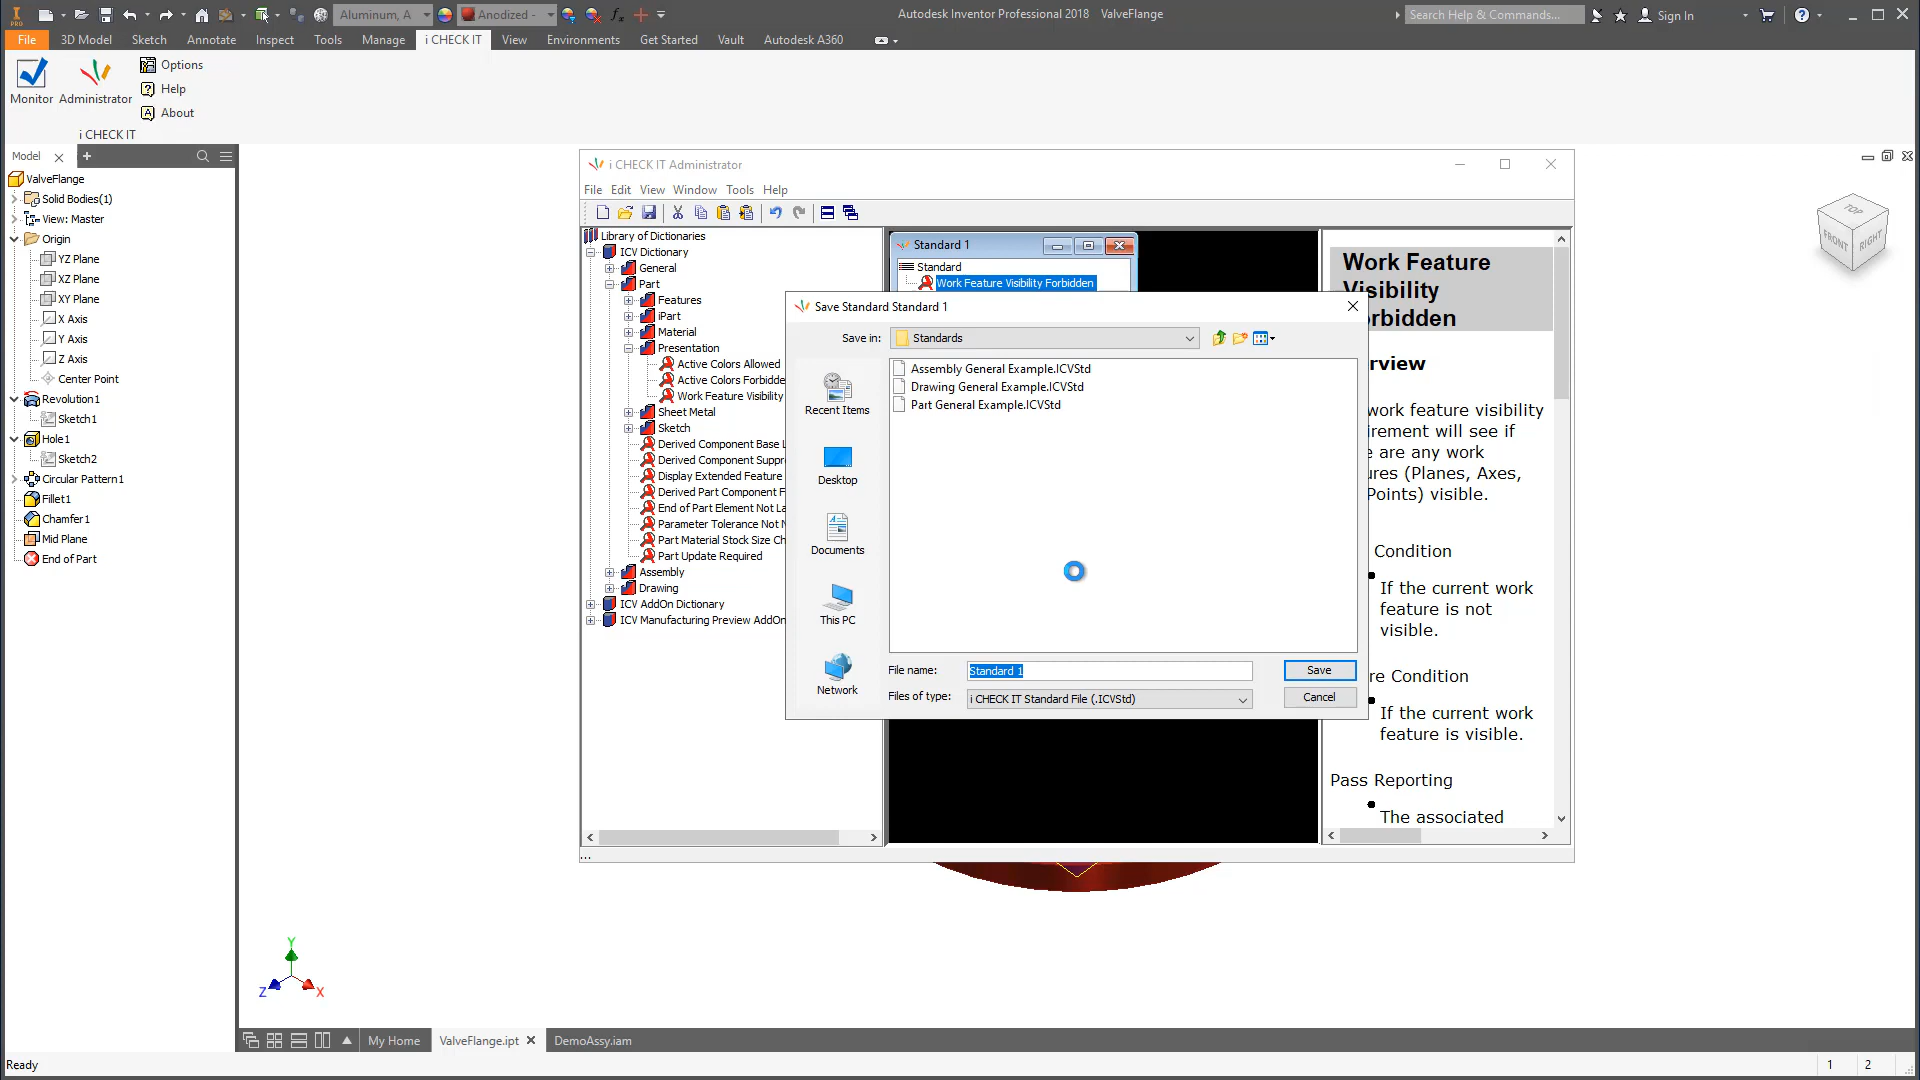 Aluminum, A
Anodized -
Autodesk Inventor Professional 2018 ValveFlange
Search Help & Commands...
Sign In
File 3D Model Sketch Annotate Inspect Tools Manage i CHECK IT View Environments Get Started Vault Autodesk A360
Monitor
Administrator
Options
Help
About
i CHECK IT
Model
ValveFlange
Solid Bodies(1)
View: Master
Origin
YZ Plane
XZ Plane
XY Plane
X Axis
Y Axis
Z Axis
Center Point
Revolution1
Sketch1
Hole1
Sketch2
Circular Pattern1
Fillet1
Chamfer1
Mid Plane
End of Part
i CHECK IT Administrator
File Edit View Window Tools Help
Library of Dictionaries
ICV Dictionary
General
Part
Features
iPart
Material
Presentation
Active Colors Allowed
Active Colors Forbidde
Work Feature Visibility
Sheet Metal
Sketch
Derived Component Base L
Derived Component Suppre
Display Extended Feature
Derived Part Component F
End of Part Element Not La
Parameter Tolerance Not M
Part Material Stock Size Ch
Part Update Required
Assembly
Drawing
ICV AddOn Dictionary
ICV Manufacturing Preview AddOn
...
Standard 1
Standard
Work Feature Visibility Forbidden
Save Standard Standard 1
Save in: Standards
Recent Items
Desktop
Documents
This PC
Network
Assembly General Example.ICVStd
Drawing General Example.ICVStd
Part General Example.ICVStd
File name: Standard 1
Save
Files of type: i CHECK IT Standard File (.ICVStd)
Cancel
Work Feature
Visibility
orbidden
rview
work feature visibility
irement will see if
e are any work
ures (Planes, Axes,
Points) visible.
Condition
If the current work
feature is not
visible.
re Condition
If the current work
feature is visible.
Pass Reporting
The associated
TOP
FRONT
RIGHT
Y
Z
X
My Home
ValveFlange.ipt
DemoAssy.iam
Ready
1 2